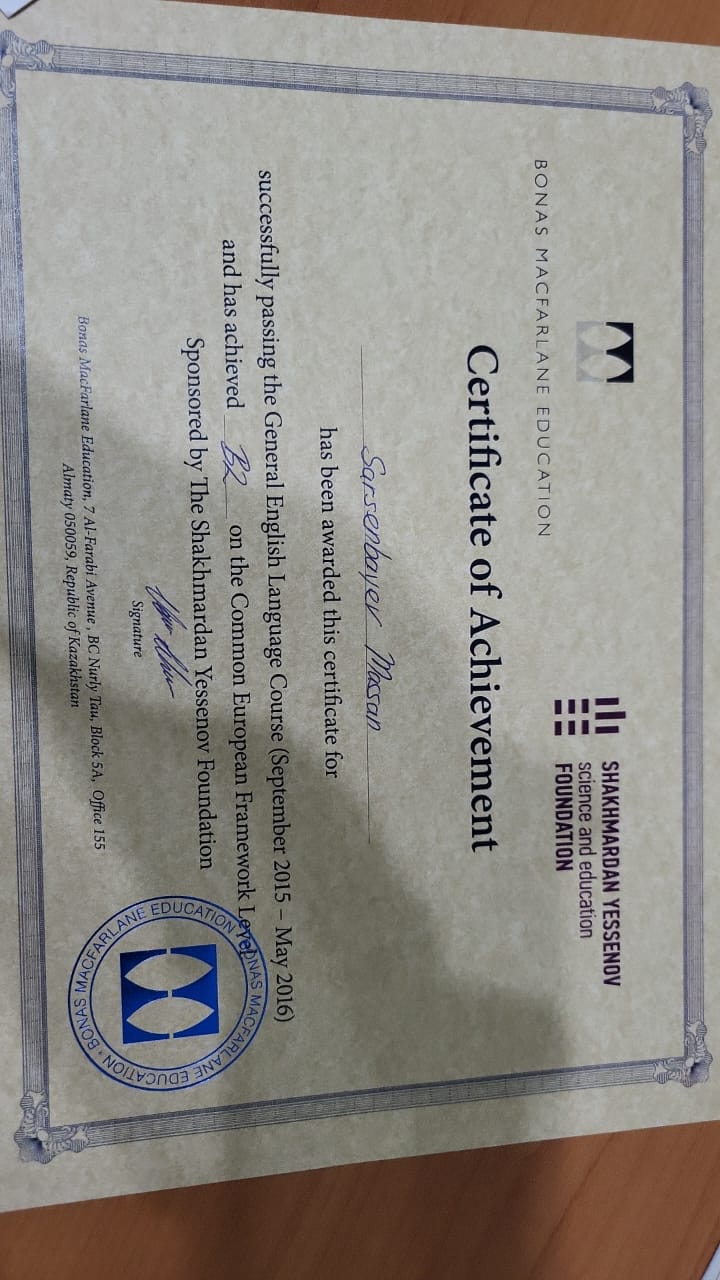 BONAS MACFARLANE EDUCATION
SHAKHMARDAN YESSENOV
science and education
FOUNDATION
Certificate of Achievement
Sarsenbayev Massan
has been awarded this certificate for
successfully passing the General English Language Course (September 2015 – May 2016)
and has achieved B2 on the Common European Framework Level
Sponsored by The Shakhmardan Yessenov Foundation
Signature
BONAS MACFARLANE EDUCATION · BONAS MACFARLANE EDUCATION
Bonas MacFarlane Education, 7 Al-Farabi Avenue , BC Nurly Tau, Block 5A, Office 155
Almaty 050059, Republic of Kazakhstan